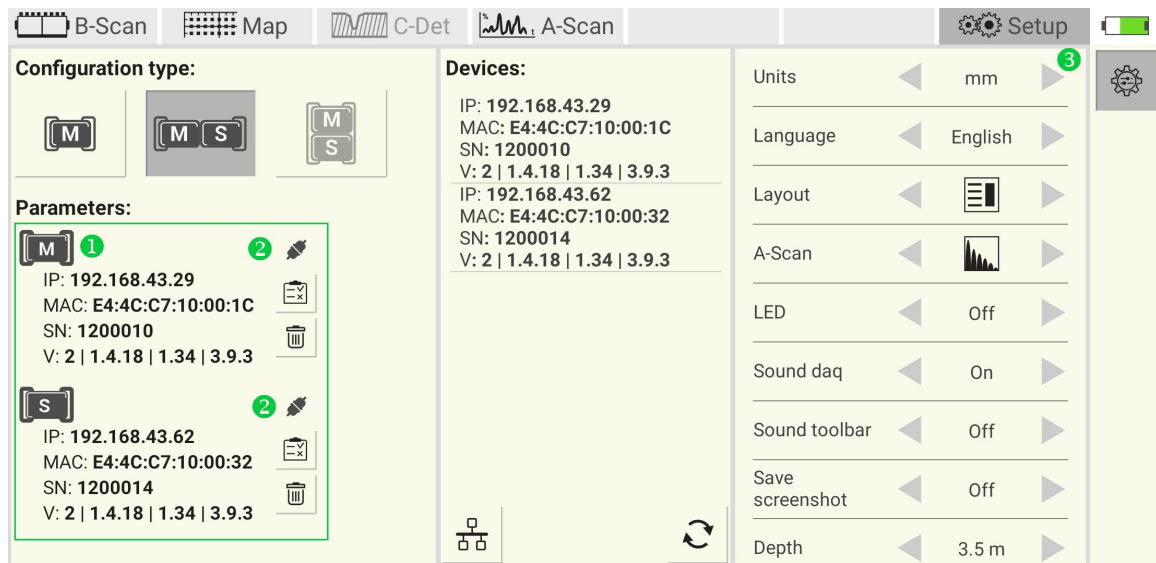 B-Scan
Map
C-Det
A-Scan
Setup
Configuration type:
M
M S
M
S
Parameters:
M 1 2
IP: 192.168.43.29
MAC: E4:4C:C7:10:00:1C
SN: 1200010
V: 2 | 1.4.18 | 1.34 | 3.9.3
S 2
IP: 192.168.43.62
MAC: E4:4C:C7:10:00:32
SN: 1200014
V: 2 | 1.4.18 | 1.34 | 3.9.3
Devices:
IP: 192.168.43.29
MAC: E4:4C:C7:10:00:1C
SN: 1200010
V: 2 | 1.4.18 | 1.34 | 3.9.3
IP: 192.168.43.62
MAC: E4:4C:C7:10:00:32
SN: 1200014
V: 2 | 1.4.18 | 1.34 | 3.9.3
3
Units mm
Language English
Layout
A-Scan
LED Off
Sound daq On
Sound toolbar Off
Save
screenshot Off
Depth 3.5 m